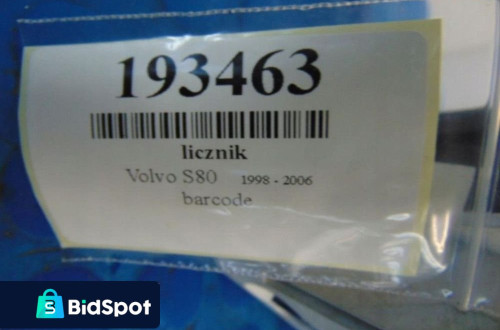 193463
licznik
Volvo S80 1998 - 2006
barcode
S
BidSpot